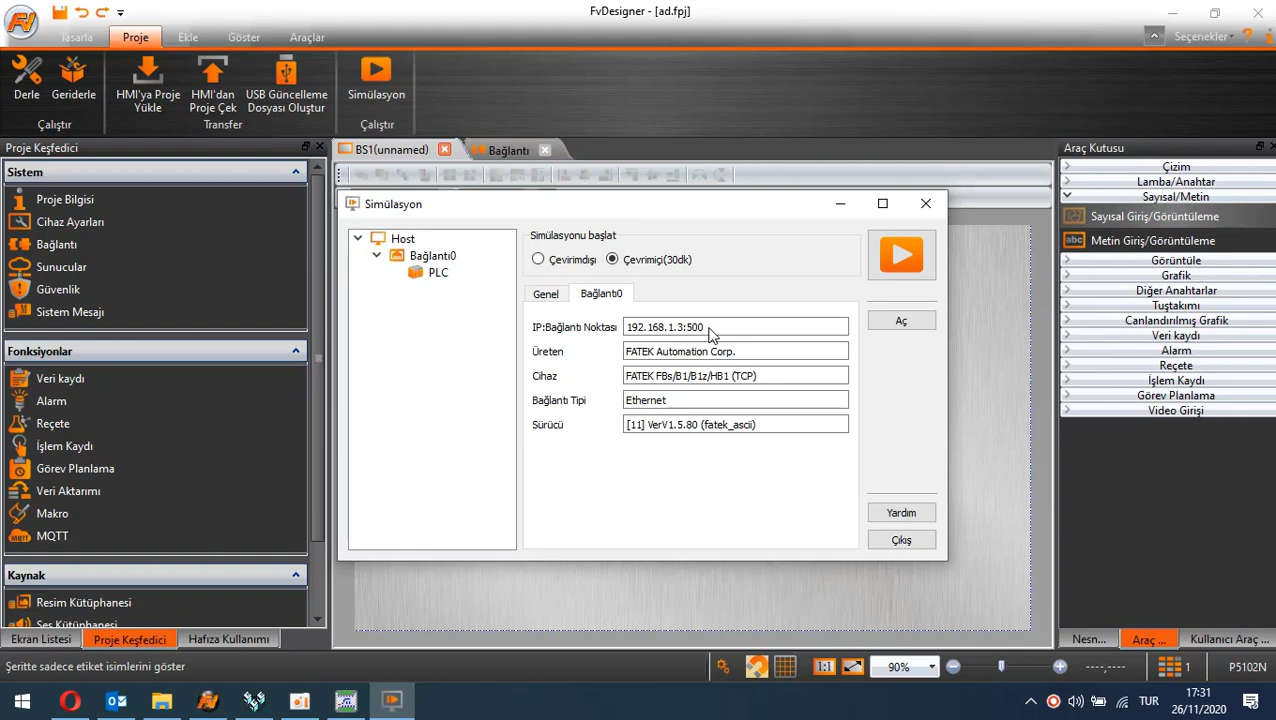 FvDesigner - [ad.fpj]
Tasarla
Proje
Ekle
Göster
Araçlar
Seçenekler
Derle
Geriderle
HMI'ya Proje
Yükle
HMI'dan
Proje Çek
USB Güncelleme
Dosyası Oluştur
Simülasyon
Çalıştır
Transfer
Çalıştır
Proje Keşfedici
BS1(unnamed)
Bağlantı
Araç Kutusu
Sistem
Proje Bilgisi
Cihaz Ayarları
Bağlantı
Sunucular
Güvenlik
Sistem Mesajı
Fonksiyonlar
Veri kaydı
Alarm
Reçete
İşlem Kaydı
Görev Planlama
Veri Aktarımı
Makro
MQTT
Kaynak
Resim Kütüphanesi
Ses Kütüphanesi
Simülasyon
Host
Bağlantı0
PLC
Simülasyonu başlat
Çevirimdışı
Çevrimiçi(30dk)
Genel
Bağlantı0
IP:Bağlantı Noktası 192.168.1.3:500
Üreten FATEK Automation Corp.
Cihaz FATEK FBs/B1/B1z/HB1 (TCP)
Bağlantı Tipi Ethernet
Sürücü [11] VerV1.5.80 (fatek_ascii)
Aç
Yardım
Çıkış
Çizim
Lamba/Anahtar
Sayısal/Metin
Sayısal Giriş/Görüntüleme
abc Metin Giriş/Görüntüleme
Görüntüle
Grafik
Diğer Anahtarlar
Tuştakımı
Canlandırılmış Grafik
Veri kaydı
Alarm
Reçete
İşlem Kaydı
Görev Planlama
Video Girişi
Ekran Listesi
Proje Keşfedici
Hafıza Kullanımı
Nesn...
Araç ...
Kullanıcı Araç ...
Şeritte sadece etiket isimlerini göster
1:1
90%
----,----
1
P5102N
TUR
17:31
26/11/2020